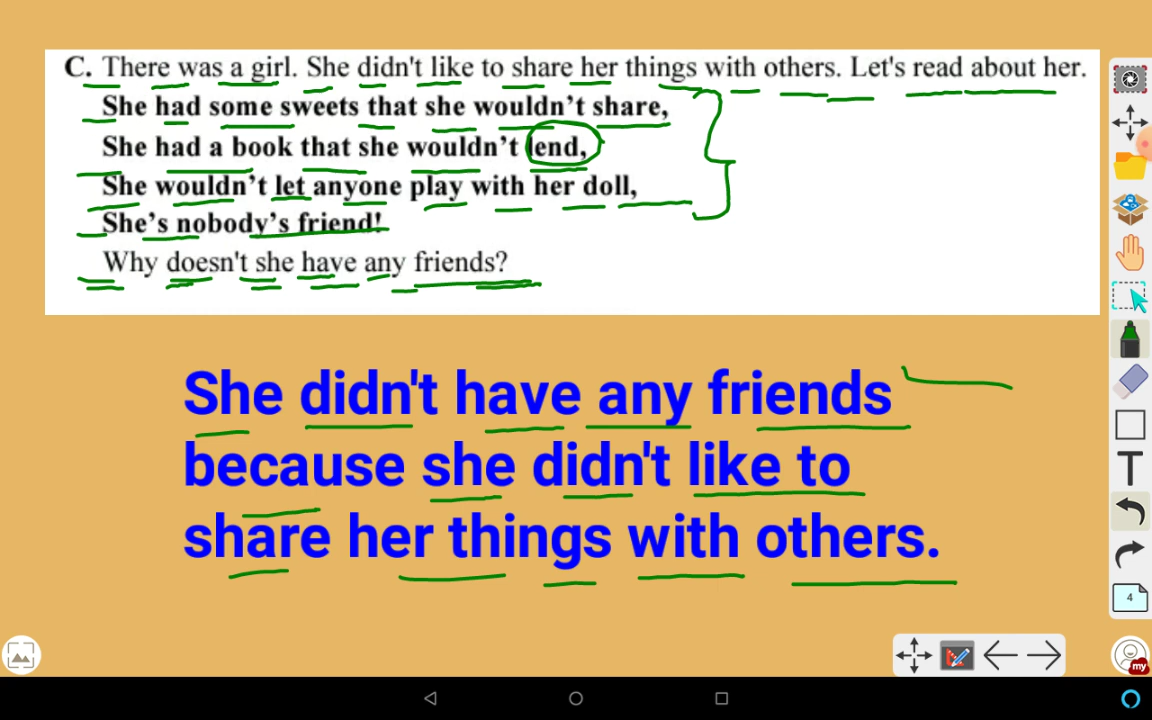 C. There was a girl. She didn't like to share her things with others. Let's read about her.
She had some sweets that she wouldn't share,
She had a book that she wouldn't lend,
She wouldn't let anyone play with her doll,
She's nobody's friend!
Why doesn't she have any friends?
She didn't have any friends
because she didn't like to
share her things with others.
T
4
my